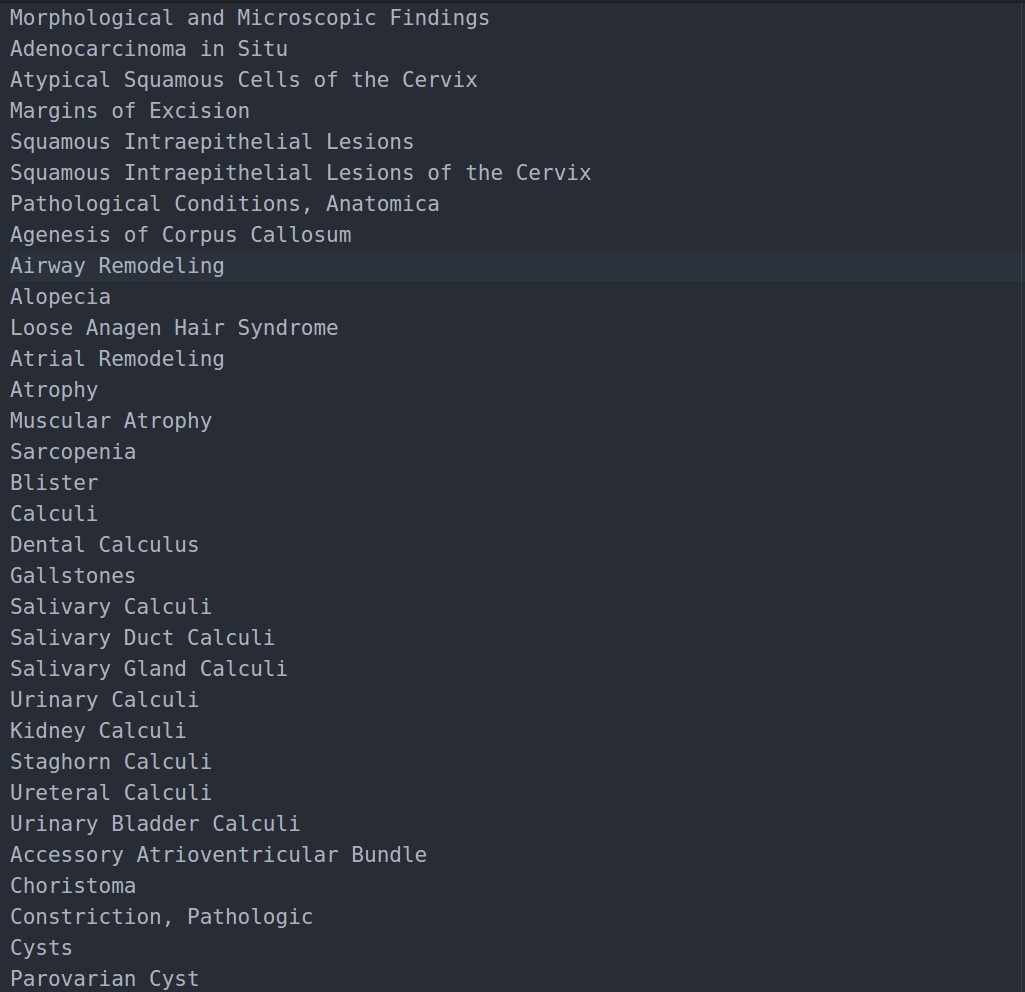 Morphological and Microscopic Findings
Adenocarcinoma in Situ
Atypical Squamous Cells of the Cervix
Margins of Excision
Squamous Intraepithelial Lesions
Squamous Intraepithelial Lesions of the Cervix
Pathological Conditions, Anatomica
Agenesis of Corpus Callosum
Airway Remodeling
Alopecia
Loose Anagen Hair Syndrome
Atrial Remodeling
Atrophy
Muscular Atrophy
Sarcopenia
Blister
Calculi
Dental Calculus
Gallstones
Salivary Calculi
Salivary Duct Calculi
Salivary Gland Calculi
Urinary Calculi
Kidney Calculi
Staghorn Calculi
Ureteral Calculi
Urinary Bladder Calculi
Accessory Atrioventricular Bundle
Choristoma
Constriction, Pathologic
Cysts
Parovarian Cyst